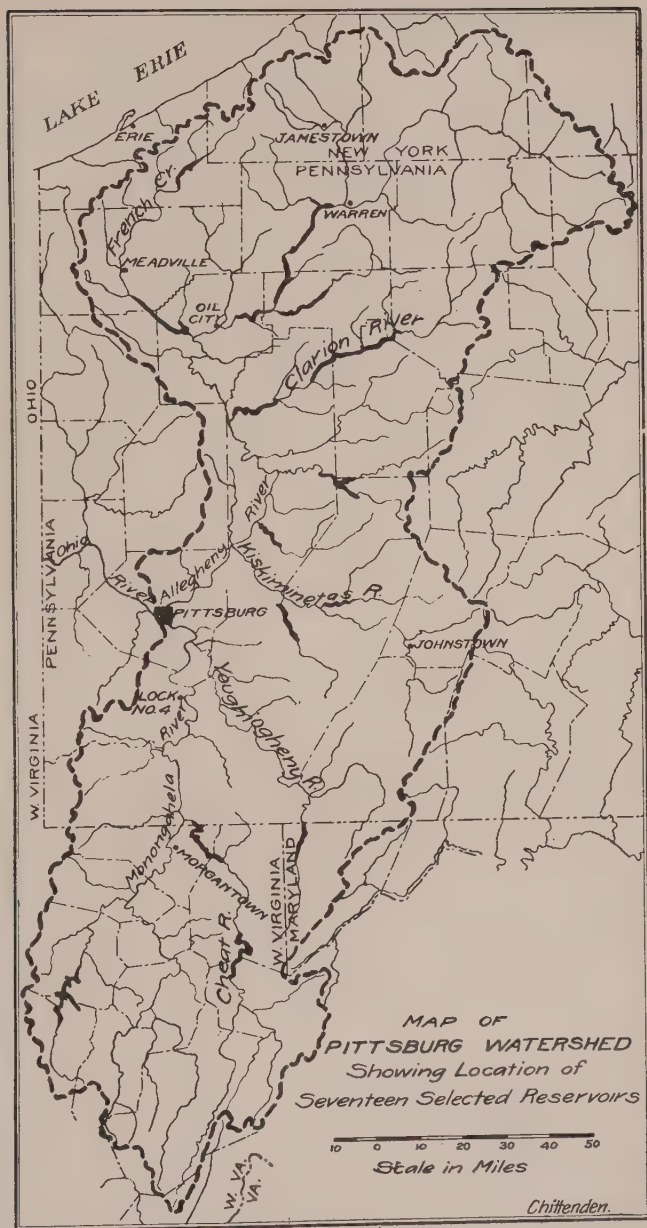 LAKE ERIE
ERIE
JAMESTOWN
NEW YORK
PENNSYLVANIA
French Cr.
WARREN
MEADVILLE
OIL
CITY
Clarion River
OHIO
PENNSYLVANIA
Ohio
River
Allegheny
River
Kiskiminetas R.
PITTSBURG
JOHNSTOWN
LOCK
NO. 4
Youghiogheny R.
W. VIRGINIA
Monongahela
River
MORGANTOWN
W. VIRGINIA
MARYLAND
Cheat R.
MAP OF
PITTSBURG WATERSHED
Showing Location of
Seventeen Selected Reservoirs
10 0 10 20 30 40 50
Scale in Miles
W. VA.
VA.
Chittenden.